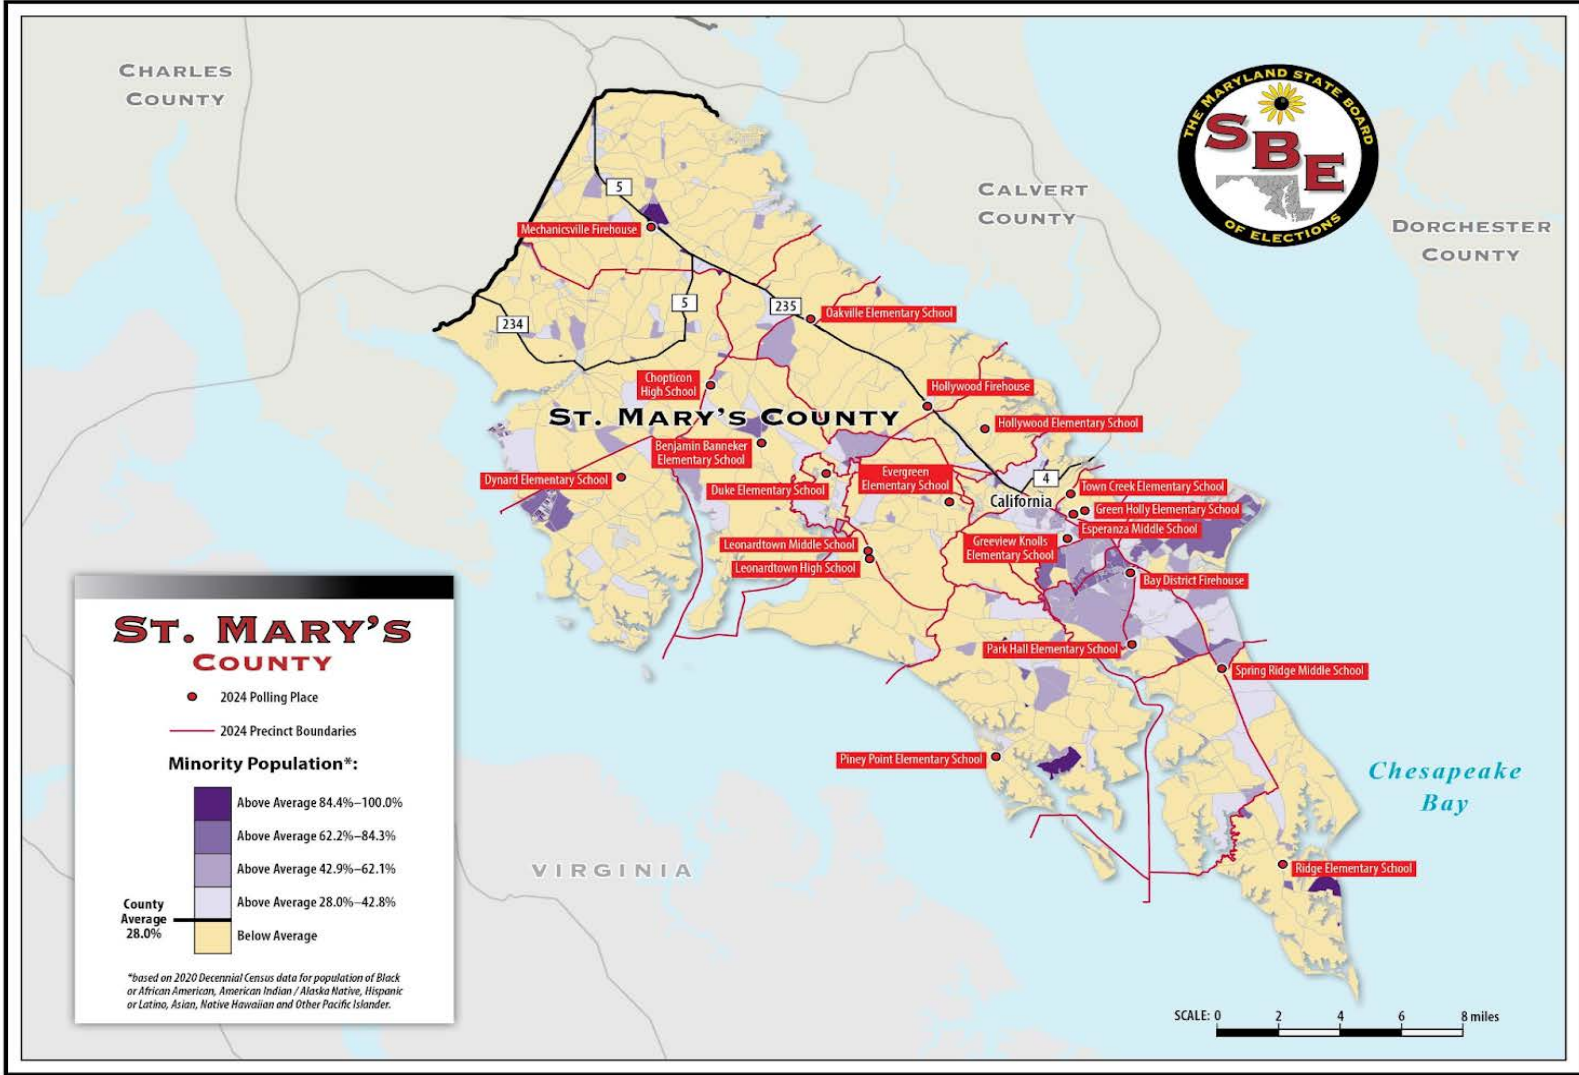 CHARLES
COUNTY
THE MARYLAND STATE BOARD
SBE
OF ELECTIONS
CALVERT
COUNTY
DORCHESTER
COUNTY
5
Mechanicsville Firehouse
5
235
234
Oakville Elementary School
Chopticon
High School
Hollywood Firehouse
ST. MARY'S COUNTY
Hollywood Elementary School
Benjamin Banneker
Elementary School
Dynard Elementary School
Duke Elementary School
Evergreen
Elementary School
4
California
Town Creek Elementary School
Green Holly Elementary School
Esperanza Middle School
Greeview Knolls
Elementary School
Leonardtown Middle School
Leonardtown High School
Bay District Firehouse
Park Hall Elementary School
Spring Ridge Middle School
Piney Point Elementary School
Chesapeake
Bay
VIRGINIA
Ridge Elementary School
ST. MARY'S
COUNTY
2024 Polling Place
2024 Precinct Boundaries
Minority Population*:
Above Average 84.4%–100.0%
Above Average 62.2%–84.3%
Above Average 42.9%–62.1%
Above Average 28.0%–42.8%
County
Average
28.0%
Below Average
*based on 2020 Decennial Census data for population of Black
or African American, American Indian / Alaska Native, Hispanic
or Latino, Asian, Native Hawaiian and Other Pacific Islander.
SCALE: 0 2 4 6 8 miles